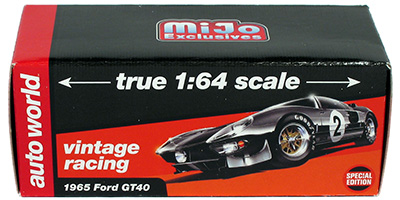 MiJo
Exclusives
true 1:64 scale
auto world
vintage
racing
1965 Ford GT40
2
SPECIAL
EDITION